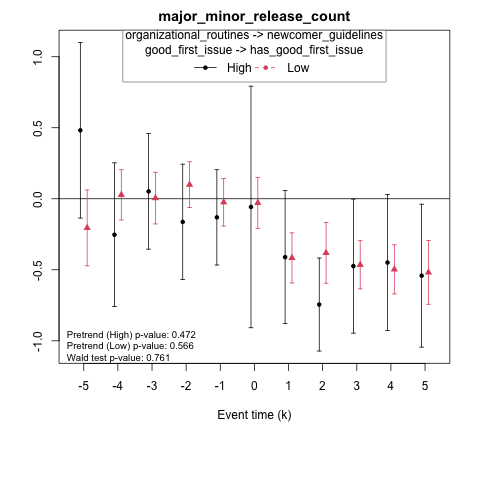 major_minor_release_count
organizational_routines -> newcomer_guidelines
good_first_issue -> has_good_first_issue
High Low
1.0
0.5
0.0
-0.5
-1.0
Pretrend (High) p-value: 0.472
Pretrend (Low) p-value: 0.566
Wald test p-value: 0.761
-5 -4 -3 -2 -1 0 1 2 3 4 5
Event time (k)